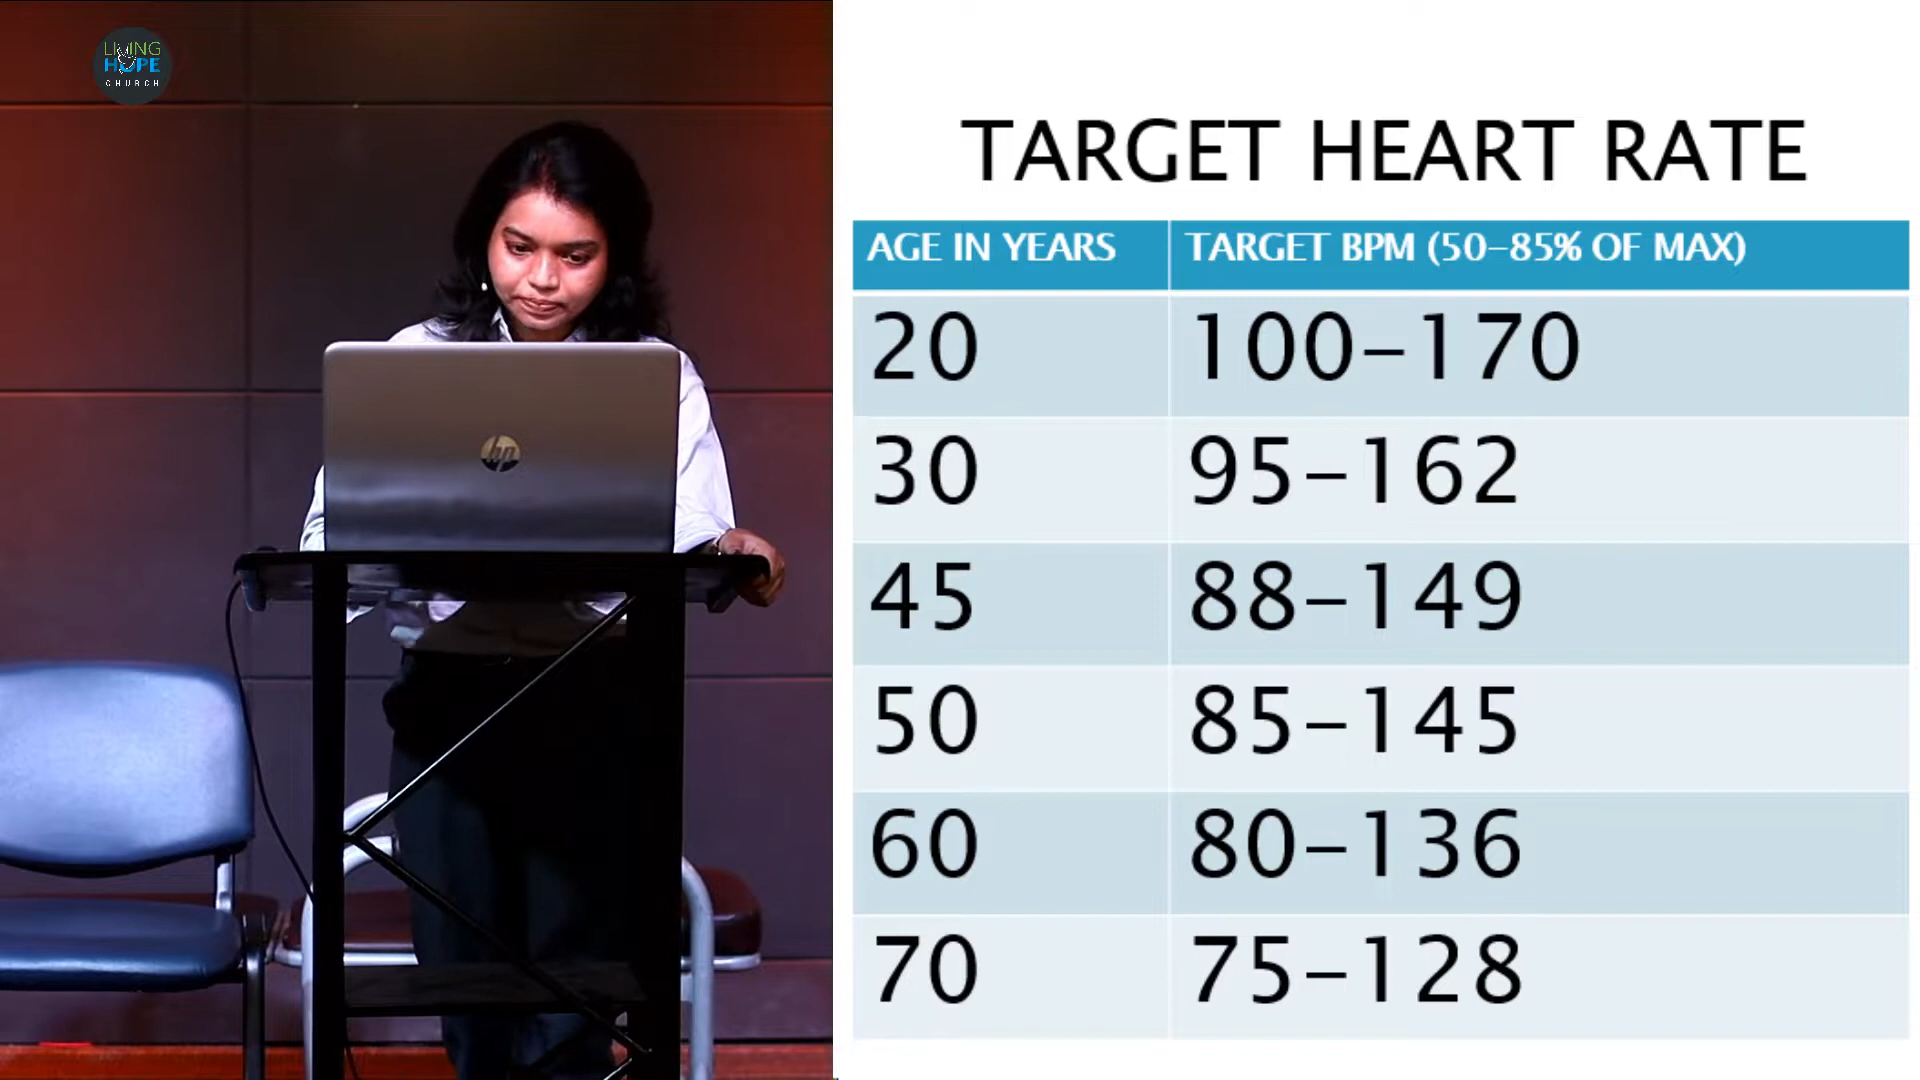 LIVING
HOPE
CHURCH
hp
TARGET HEART RATE
AGE IN YEARS TARGET BPM (50–85% OF MAX)
20 100–170
30 95–162
45 88–149
50 85–145
60 80–136
70 75–128